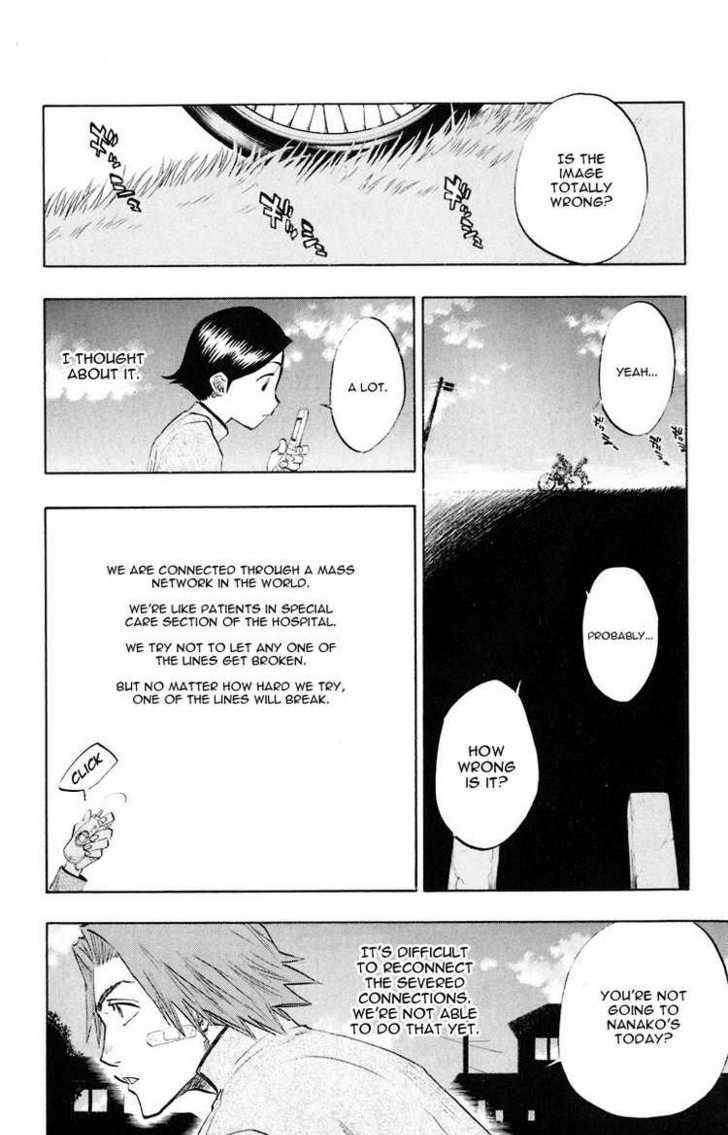 IS THE
IMAGE
TOTALLY
WRONG?
YEAH...
PROBABLY...
HOW
WRONG
IS IT?
A LOT.
I THOUGHT
ABOUT IT.
WE ARE CONNECTED THROUGH A MASS
NETWORK IN THE WORLD.
WE'RE LIKE PATIENTS IN SPECIAL
CARE SECTION OF THE HOSPITAL.
WE TRY NOT TO LET ANY ONE OF
THE LINES GET BROKEN.
BUT NO MATTER HOW HARD WE TRY,
ONE OF THE LINES WILL BREAK.
CLICK
YOU'RE NOT
GOING TO
NANAKO'S
TODAY?
IT'S DIFFICULT
TO RECONNECT
THE SEVERED
CONNECTIONS.
WE'RE NOT ABLE
TO DO THAT YET.